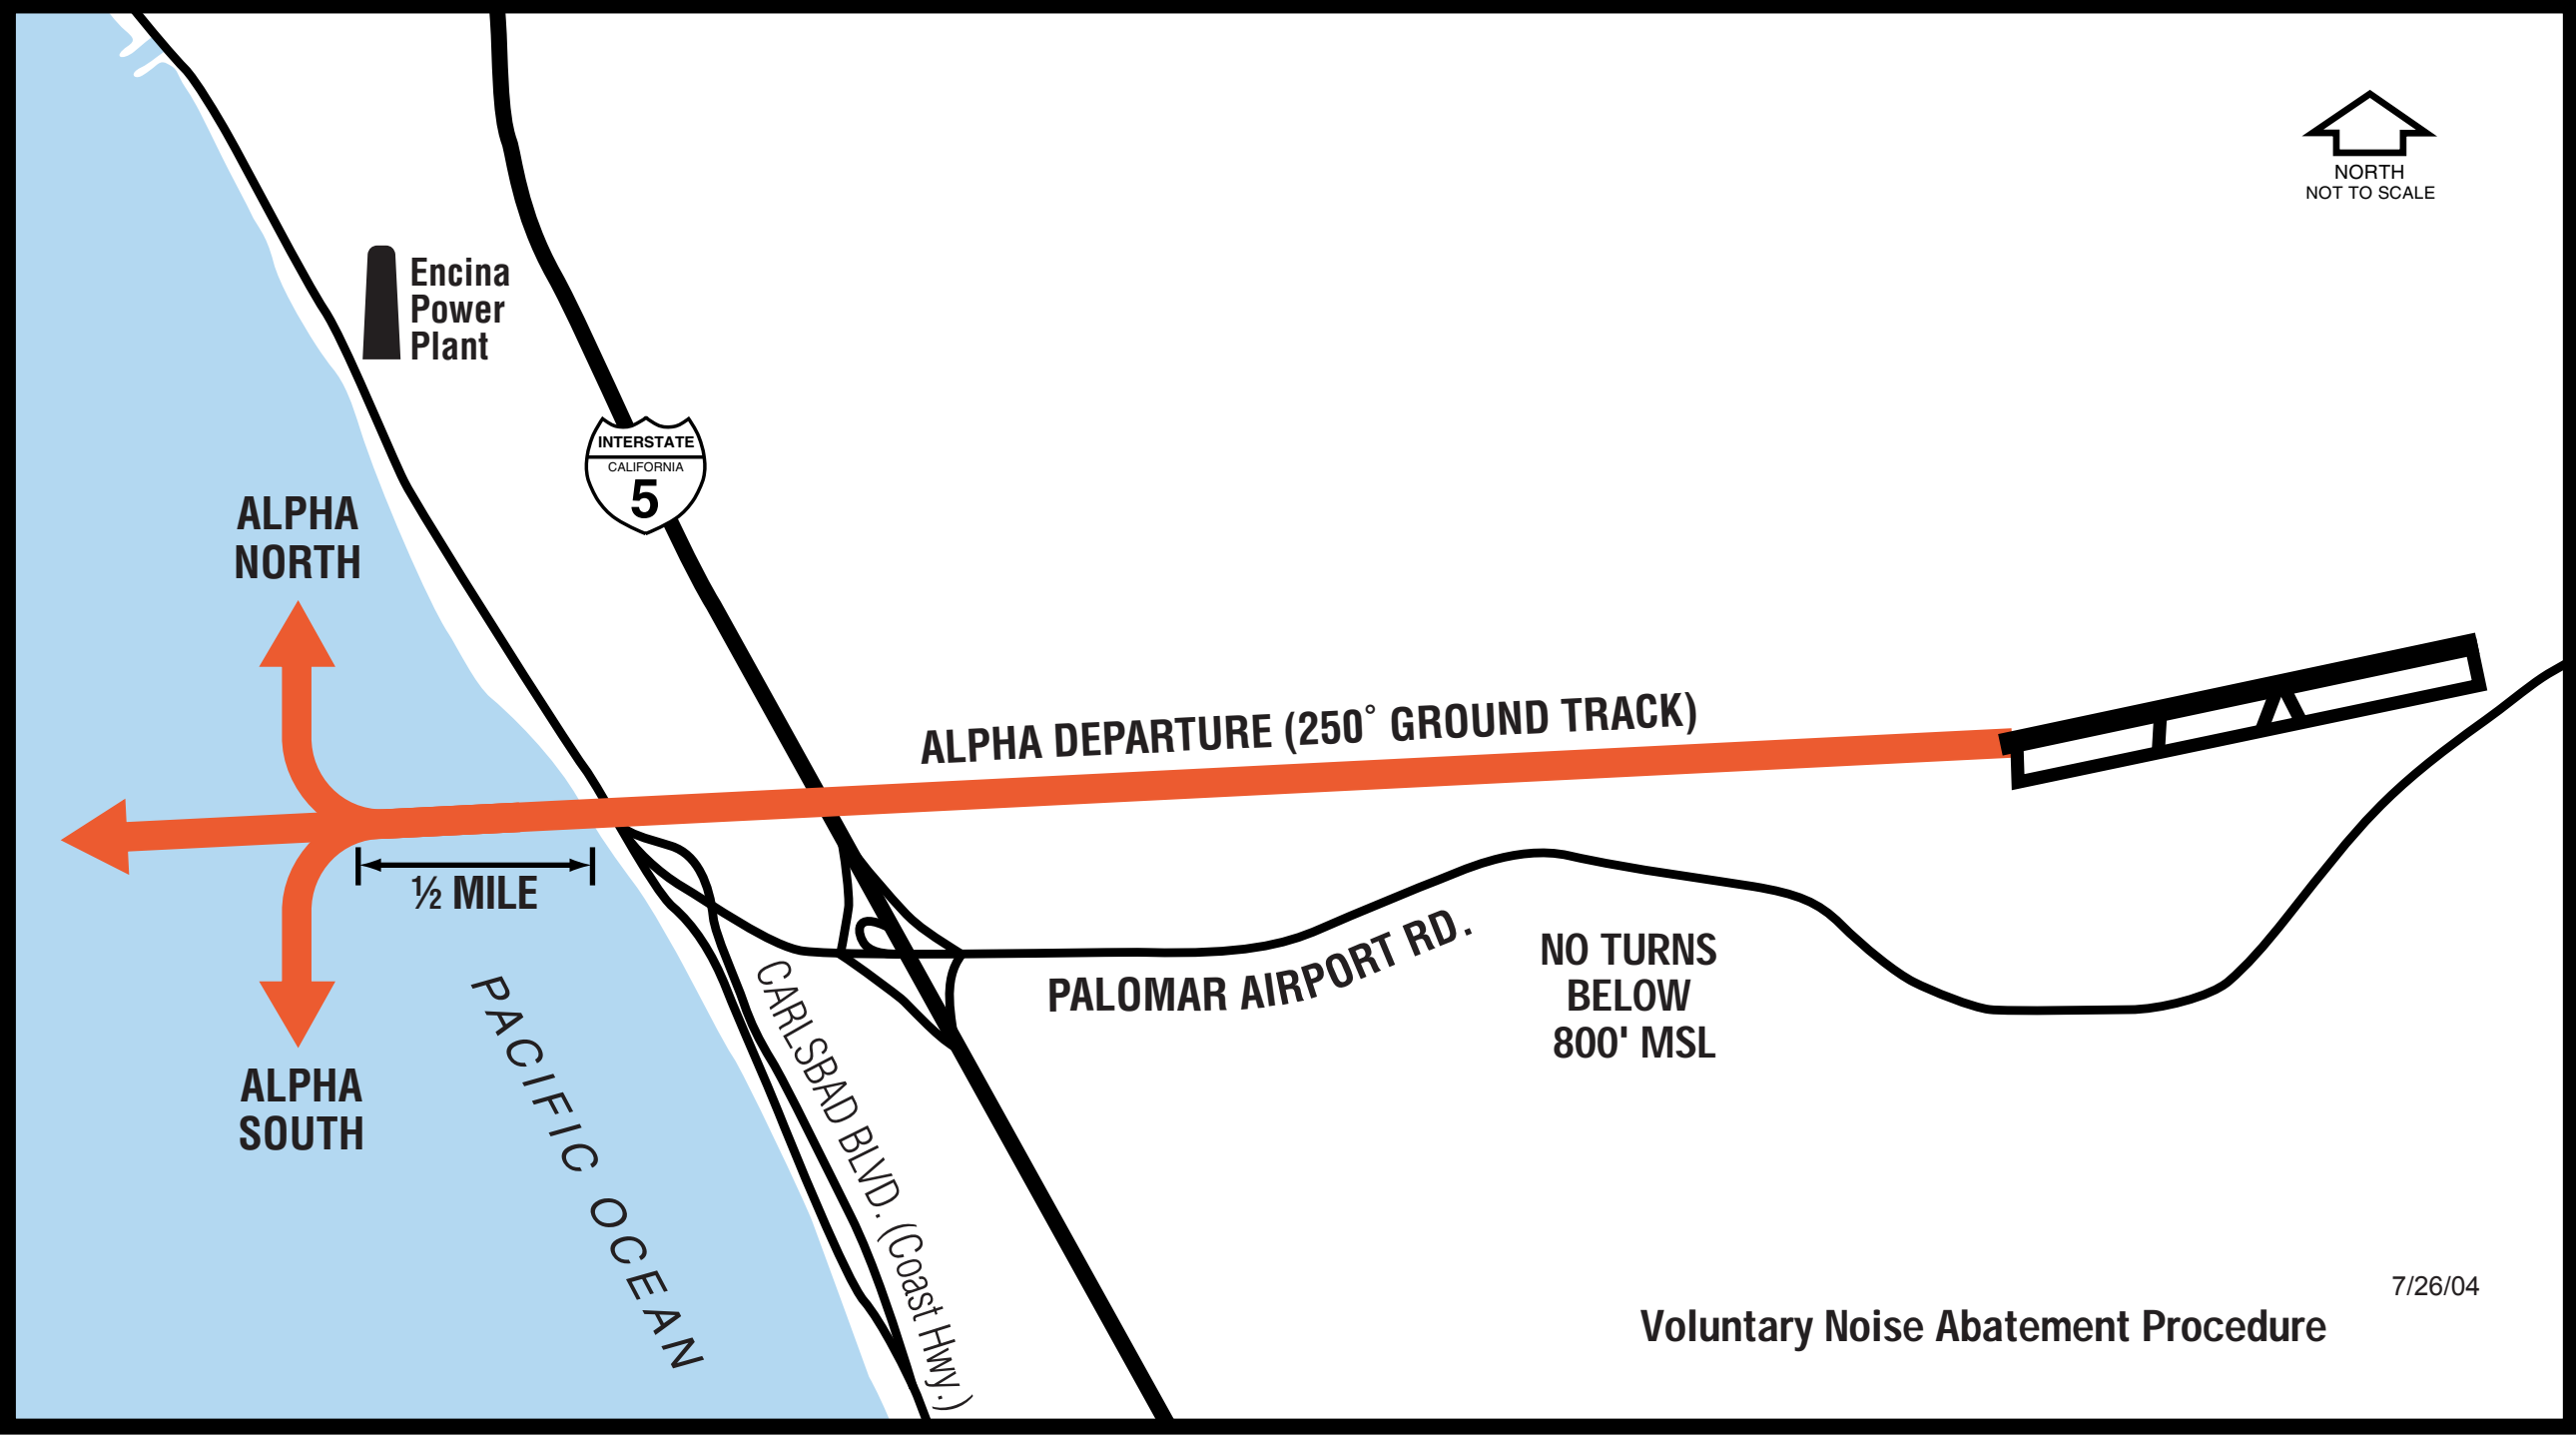 NORTH
NOT TO SCALE
Encina
Power
Plant
INTERSTATE
CALIFORNIA
5
ALPHA
NORTH
ALPHA DEPARTURE (250° GROUND TRACK)
½ MILE
PALOMAR AIRPORT RD.
NO TURNS
BELOW
800' MSL
PACIFIC OCEAN
CARLSBAD BLVD. (Coast Hwy.)
ALPHA
SOUTH
7/26/04
Voluntary Noise Abatement Procedure